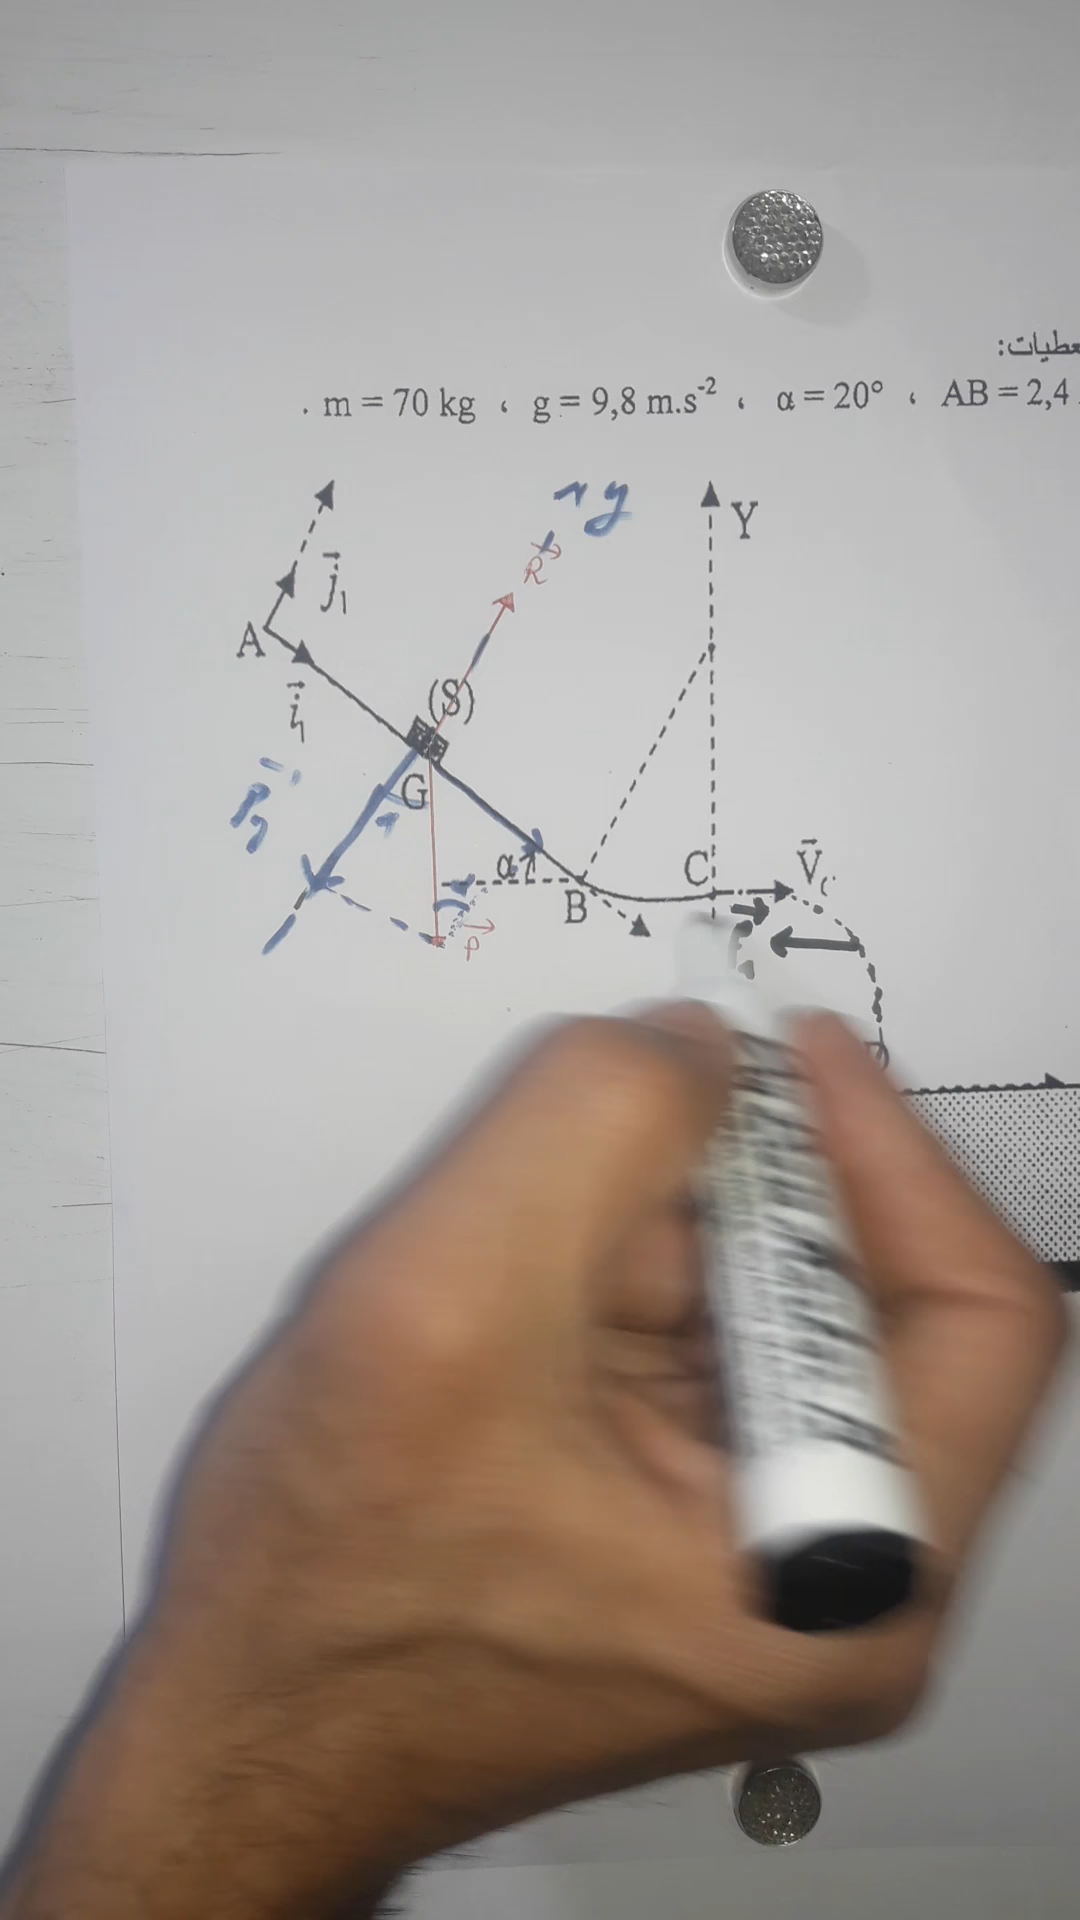 معطيات:
. m = 70 kg ، g = 9,8 m.s⁻² ، α = 20° ، AB = 2,4
y
Y
R
j₁
A
(S)
i₁
G
P y
α
C
V
B
P